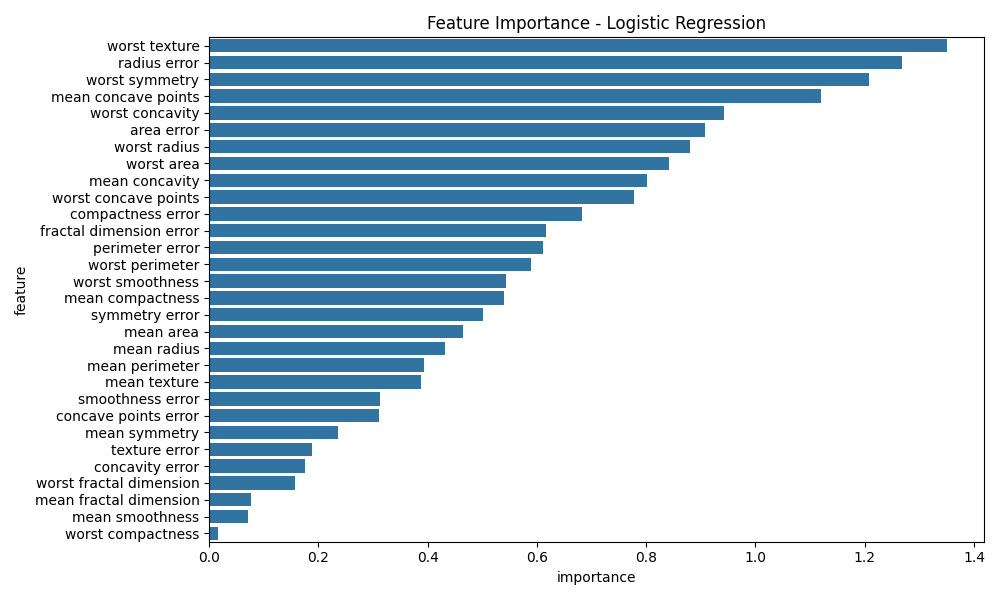 Feature Importance - Logistic Regression
feature
worst texture
radius error
worst symmetry
mean concave points
worst concavity
area error
worst radius
worst area
mean concavity
worst concave points
compactness error
fractal dimension error
perimeter error
worst perimeter
worst smoothness
mean compactness
symmetry error
mean area
mean radius
mean perimeter
mean texture
smoothness error
concave points error
mean symmetry
texture error
concavity error
worst fractal dimension
mean fractal dimension
mean smoothness
worst compactness
0.0 0.2 0.4 0.6 0.8 1.0 1.2 1.4
importance